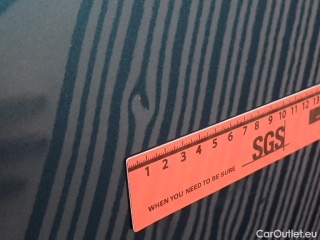 1 2 3 4 5 6 7 8 9 10 11 12 13
SGS
WHEN YOU NEED TO BE SURE
CarOutlet.eu